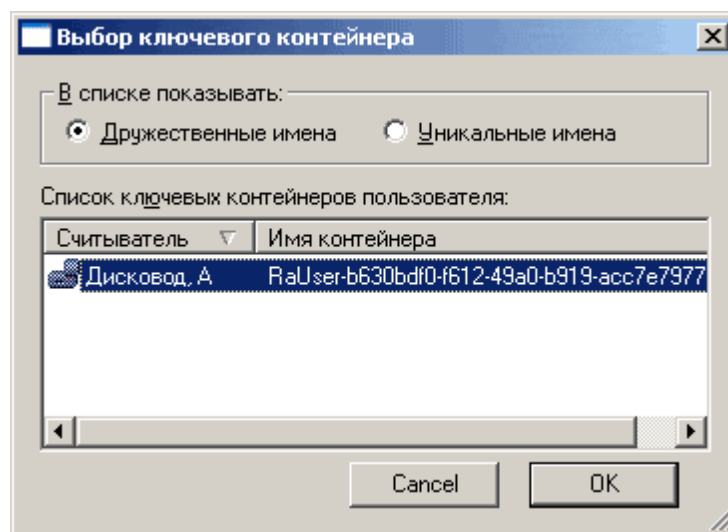 Выбор ключевого контейнера
В списке показывать:
Дружественные имена Уникальные имена
Список ключевых контейнеров пользователя:
Считыватель Имя контейнера
Дисковод, А RaUser-b630bdf0-f612-49a0-b919-acc7e7977
Cancel OK